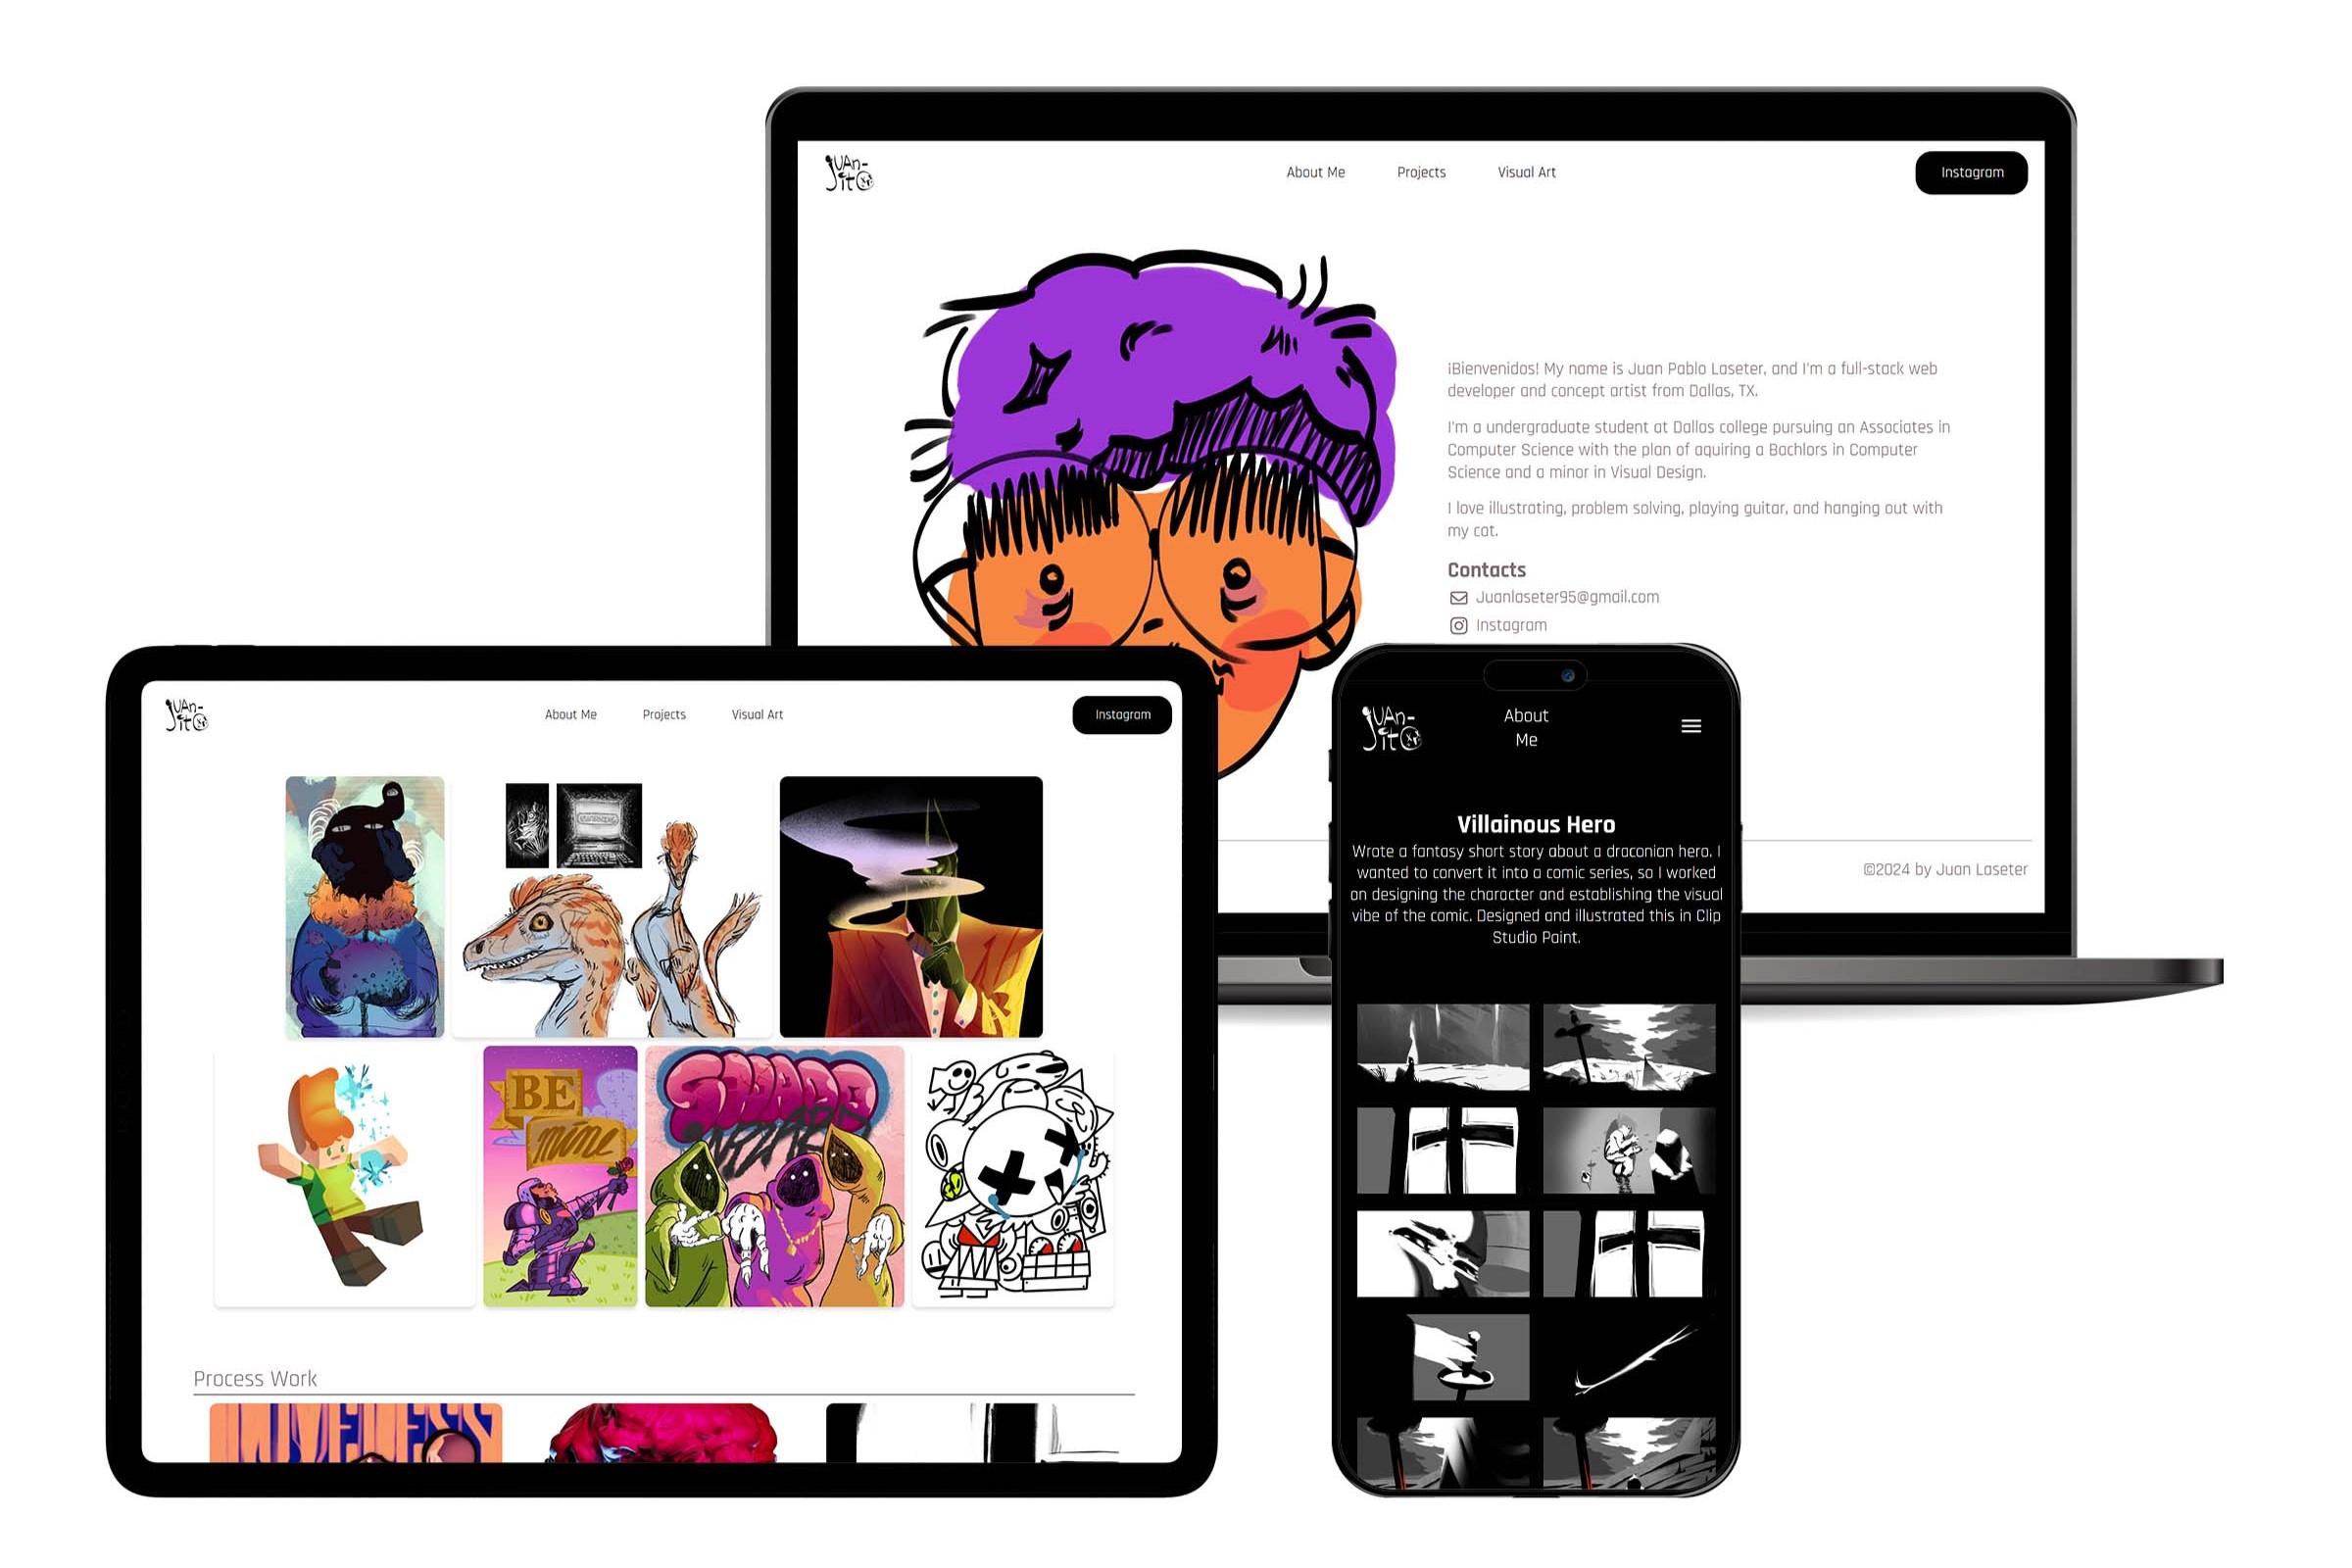 Juan-
jito
About Me
Projects
Visual Art
Instagram
¡Bienvenidos! My name is Juan Pablo Laseter, and I'm a full-stack web
developer and concept artist from Dallas, TX.
I'm a undergraduate student at Dallas college pursuing an Associates in
Computer Science with the plan of aquiring a Bachlors in Computer
Science and a minor in Visual Design.
I love illustrating, problem solving, playing guitar, and hanging out with
my cat.
Contacts
Juanlaseter95@gmail.com
Instagram
©2024 by Juan Laseter
Juan-
jito
About Me
Projects
Visual Art
Instagram
BE
mine
Process Work
Juan-
jito
About
Me
Villainous Hero
Wrote a fantasy short story about a draconian hero. I
wanted to convert it into a comic series, so I worked
on designing the character and establishing the visual
vibe of the comic. Designed and illustrated this in Clip
Studio Paint.